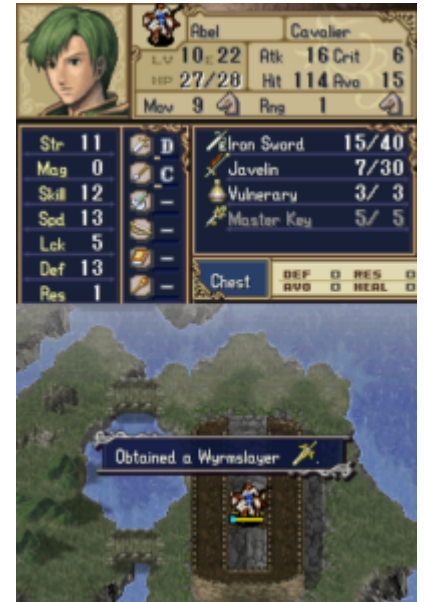 Abel Cavalier
LV 10 E 22 Atk 16 Crit 6
HP 27/28 Hit 114 Avo 15
Mov 9 Rng 1
Str 11 D Iron Sword 15/40
Mag 0 C Javelin 7/30
Skill 12 - Vulnerary 3/ 3
Spd 13 - Master Key 5/ 5
Lck 5 -
Def 13 - Chest DEF 0 RES 0
Res 1 AVO 0 HEAL 0
Obtained a Wyrmslayer .